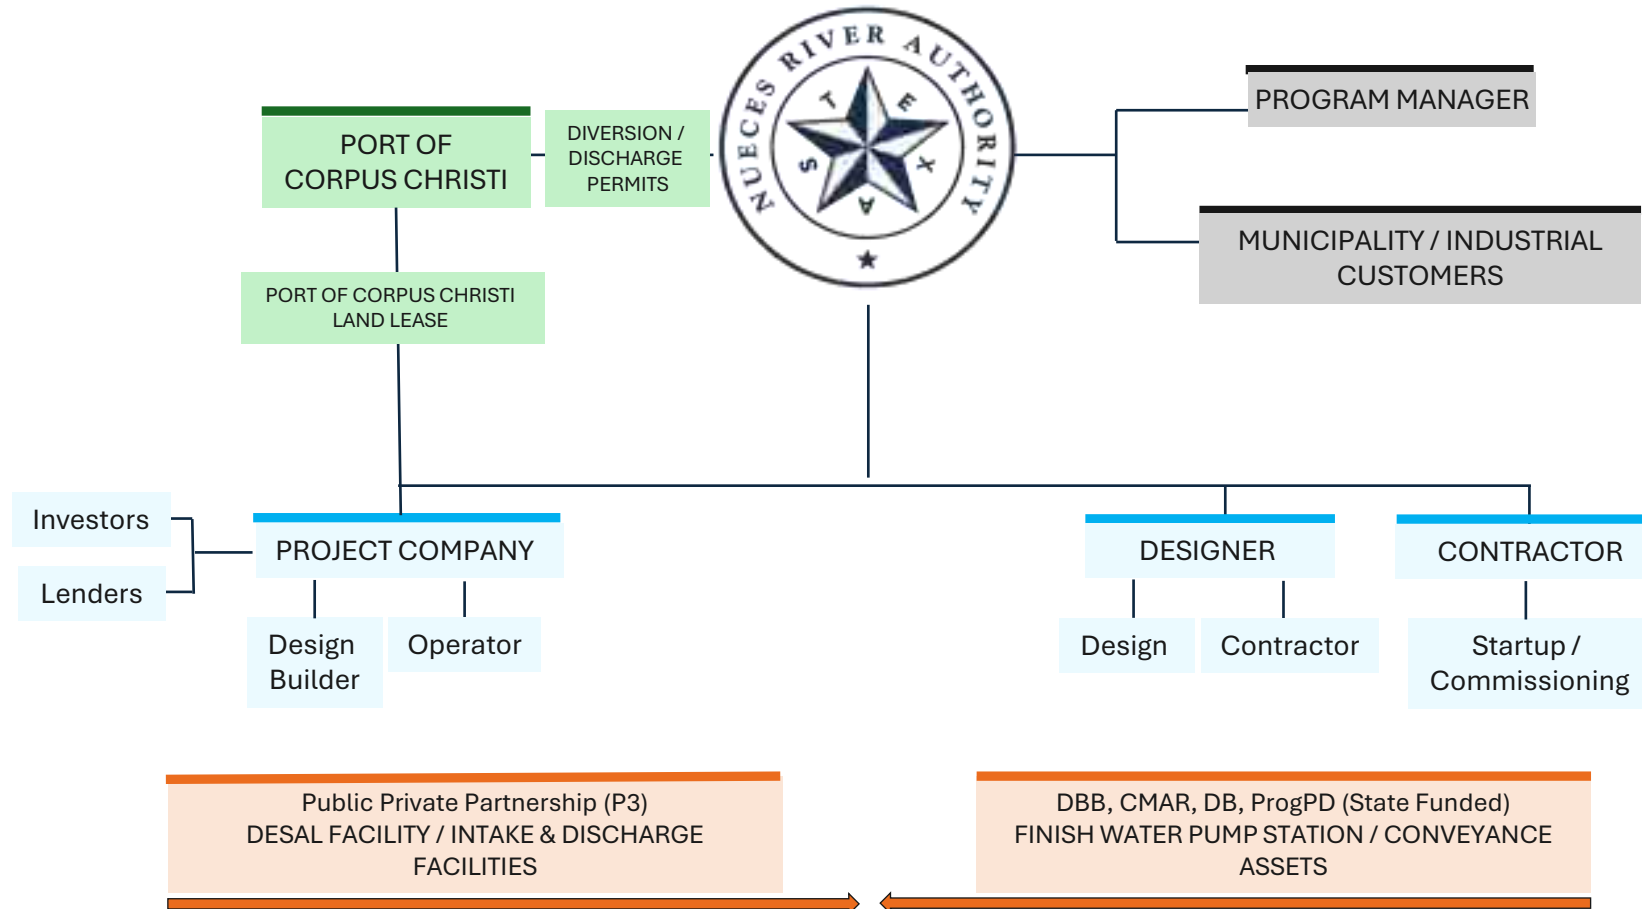 NUECES RIVER AUTHORITY
TEXAS
PORT OF
CORPUS CHRISTI
DIVERSION /
DISCHARGE
PERMITS
PROGRAM MANAGER
MUNICIPALITY / INDUSTRIAL
CUSTOMERS
PORT OF CORPUS CHRISTI
LAND LEASE
Investors
Lenders
PROJECT COMPANY
Design
Builder
Operator
DESIGNER
Design
Contractor
CONTRACTOR
Startup /
Commissioning
Public Private Partnership (P3)
DESAL FACILITY / INTAKE & DISCHARGE
FACILITIES
DBB, CMAR, DB, ProgPD (State Funded)
FINISH WATER PUMP STATION / CONVEYANCE
ASSETS